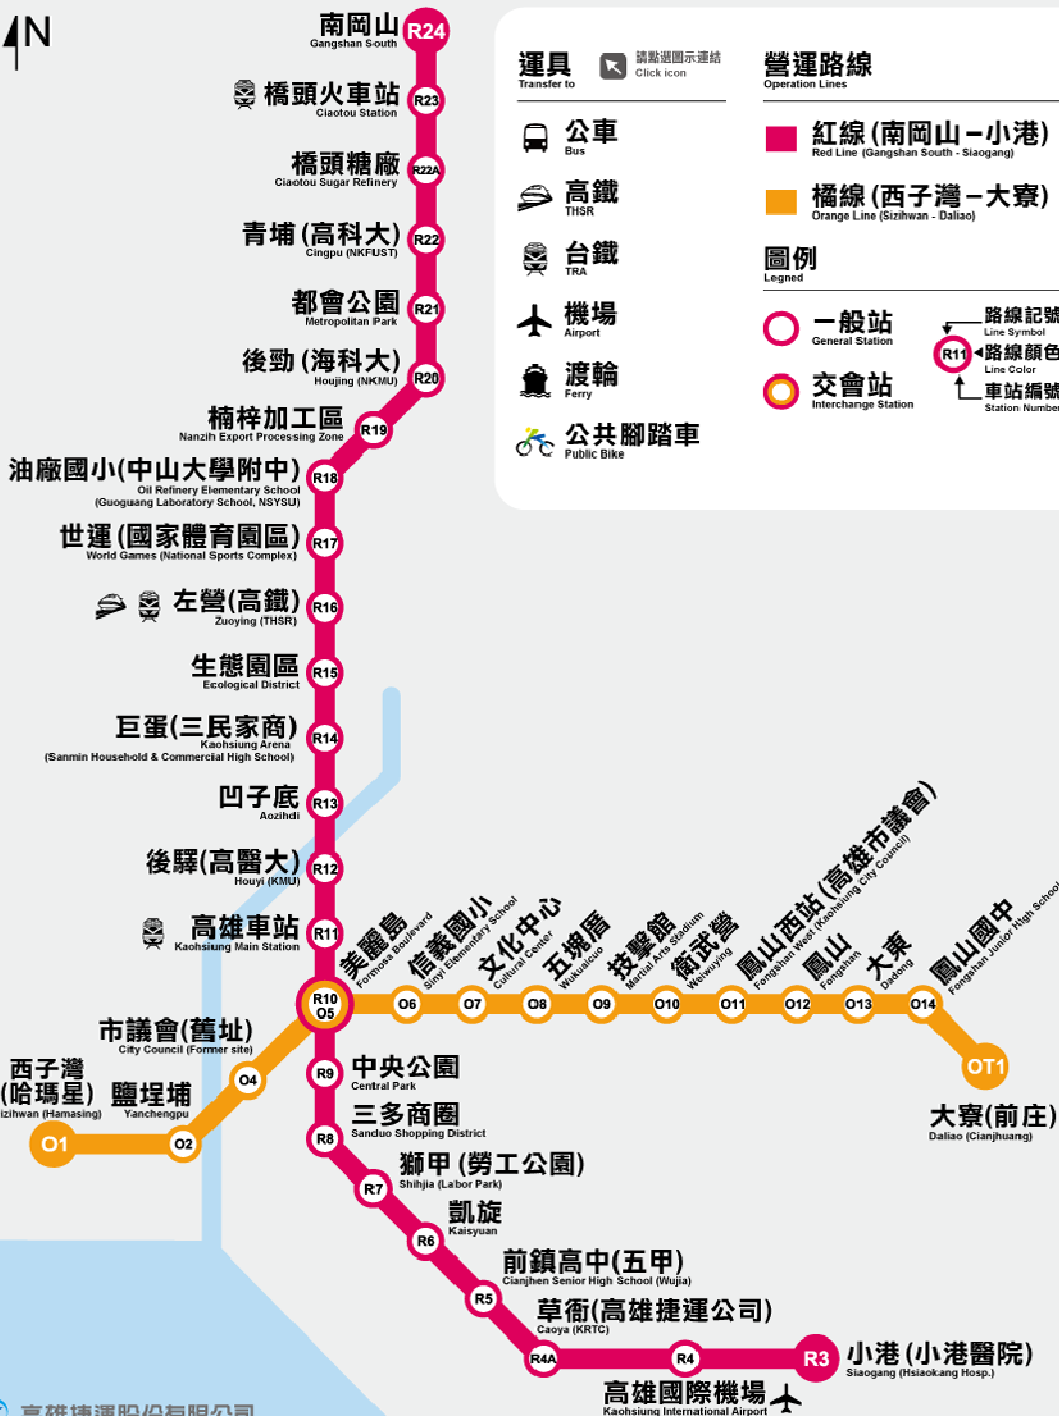 N
南岡山
Gangshan South
R24
橋頭火車站
Ciaotou Station
R23
橋頭糖廠
Ciaotou Sugar Refinery
R22A
青埔(高科大)
Cingpu (NKFUST)
R22
都會公園
Metropolitan Park
R21
後勁(海科大)
Houjing (NKMU)
R20
楠梓加工區
Nanzih Export Processing Zone
R19
油廠國小(中山大學附中)
Oil Refinery Elementary School
(Guoguang Laboratory School, NSYSU)
R18
世運(國家體育園區)
World Games (National Sports Complex)
R17
左營(高鐵)
Zuoying (THSR)
R16
生態園區
Ecological District
R15
巨蛋(三民家商)
Kaohsiung Arena
(Sanmin Household & Commercial High School)
R14
凹子底
Aozihdi
R13
後驛(高醫大)
Houyi (KMU)
R12
高雄車站
Kaohsiung Main Station
R11
運具
Transfer to
請點選圖示連結
Click icon
公車
Bus
高鐵
THSR
台鐵
TRA
機場
Airport
渡輪
Ferry
公共腳踏車
Public Bike
營運路線
Operation Lines
紅線(南岡山－小港)
Red Line (Gangshan South - Siaogang)
橘線(西子灣－大寮)
Orange Line (Sizihwan - Daliao)
圖例
Legned
一般站
General Station
交會站
Interchange Station
R11
路線記號
Line Symbol
路線顏色
Line Color
車站編號
Station Number
美麗島
Formosa Boulevard
R10
O5
信義國小
Sinyi Elementary School
O6
文化中心
Cultural Center
O7
五塊厝
Wukuaicuo
O8
技擊館
Martial Arts Stadium
O9
衛武營
Weiwuying
O10
鳳山西站(高雄市議會)
Fongshan West (Kaohsiung City Council)
O11
鳳山
Fongshan
O12
大東
Dadong
O13
鳳山國中
Fongshan Junior High School
O14
OT1
大寮(前庄)
Daliao (Cianjhuang)
市議會(舊址)
City Council (Former site)
O4
鹽埕埔
Yanchengpu
O2
西子灣
(哈瑪星)
izihwan (Hamasing)
O1
R9
中央公園
Central Park
R8
三多商圈
Sanduo Shopping District
R7
獅甲(勞工公園)
Shihjia (Labor Park)
R6
凱旋
Kaisyuan
R5
前鎮高中(五甲)
Cianjhen Senior High School (Wujia)
R4A
草衙(高雄捷運公司)
Caoya (KRTC)
R4
高雄國際機場
Kaohsiung International Airport
R3
小港(小港醫院)
Siaogang (Hsiaokang Hosp.)
高雄捷運股份有限公司